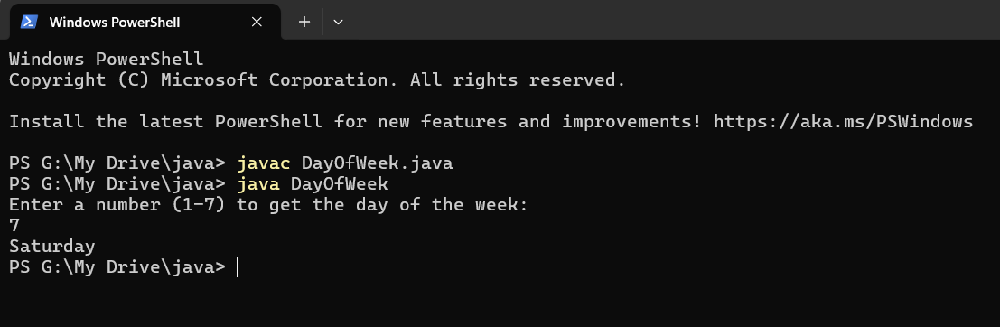 Windows PowerShell
Windows PowerShell
Copyright (C) Microsoft Corporation. All rights reserved.
Install the latest PowerShell for new features and improvements! https://aka.ms/PSWindows
PS G:\My Drive\java> javac DayOfWeek.java
PS G:\My Drive\java> java DayOfWeek
Enter a number (1-7) to get the day of the week:
7
Saturday
PS G:\My Drive\java>